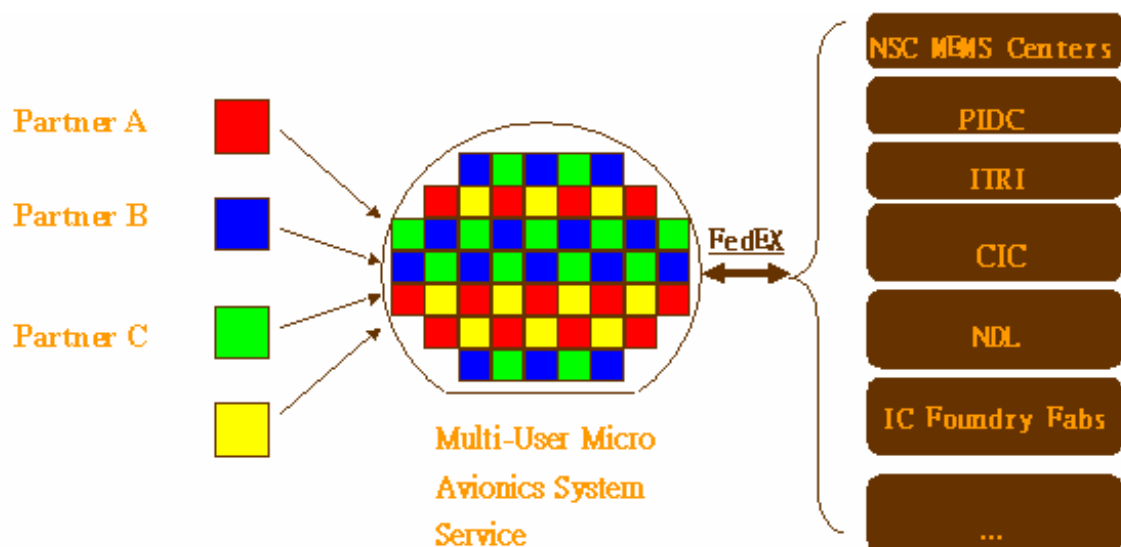 Partner A
Partner B
Partner C
Multi-User Micro
Avionics System
Service
FedEX
NSC MEMS Centers
PIDC
ITRI
CIC
NDL
IC Foundry Fabs
...